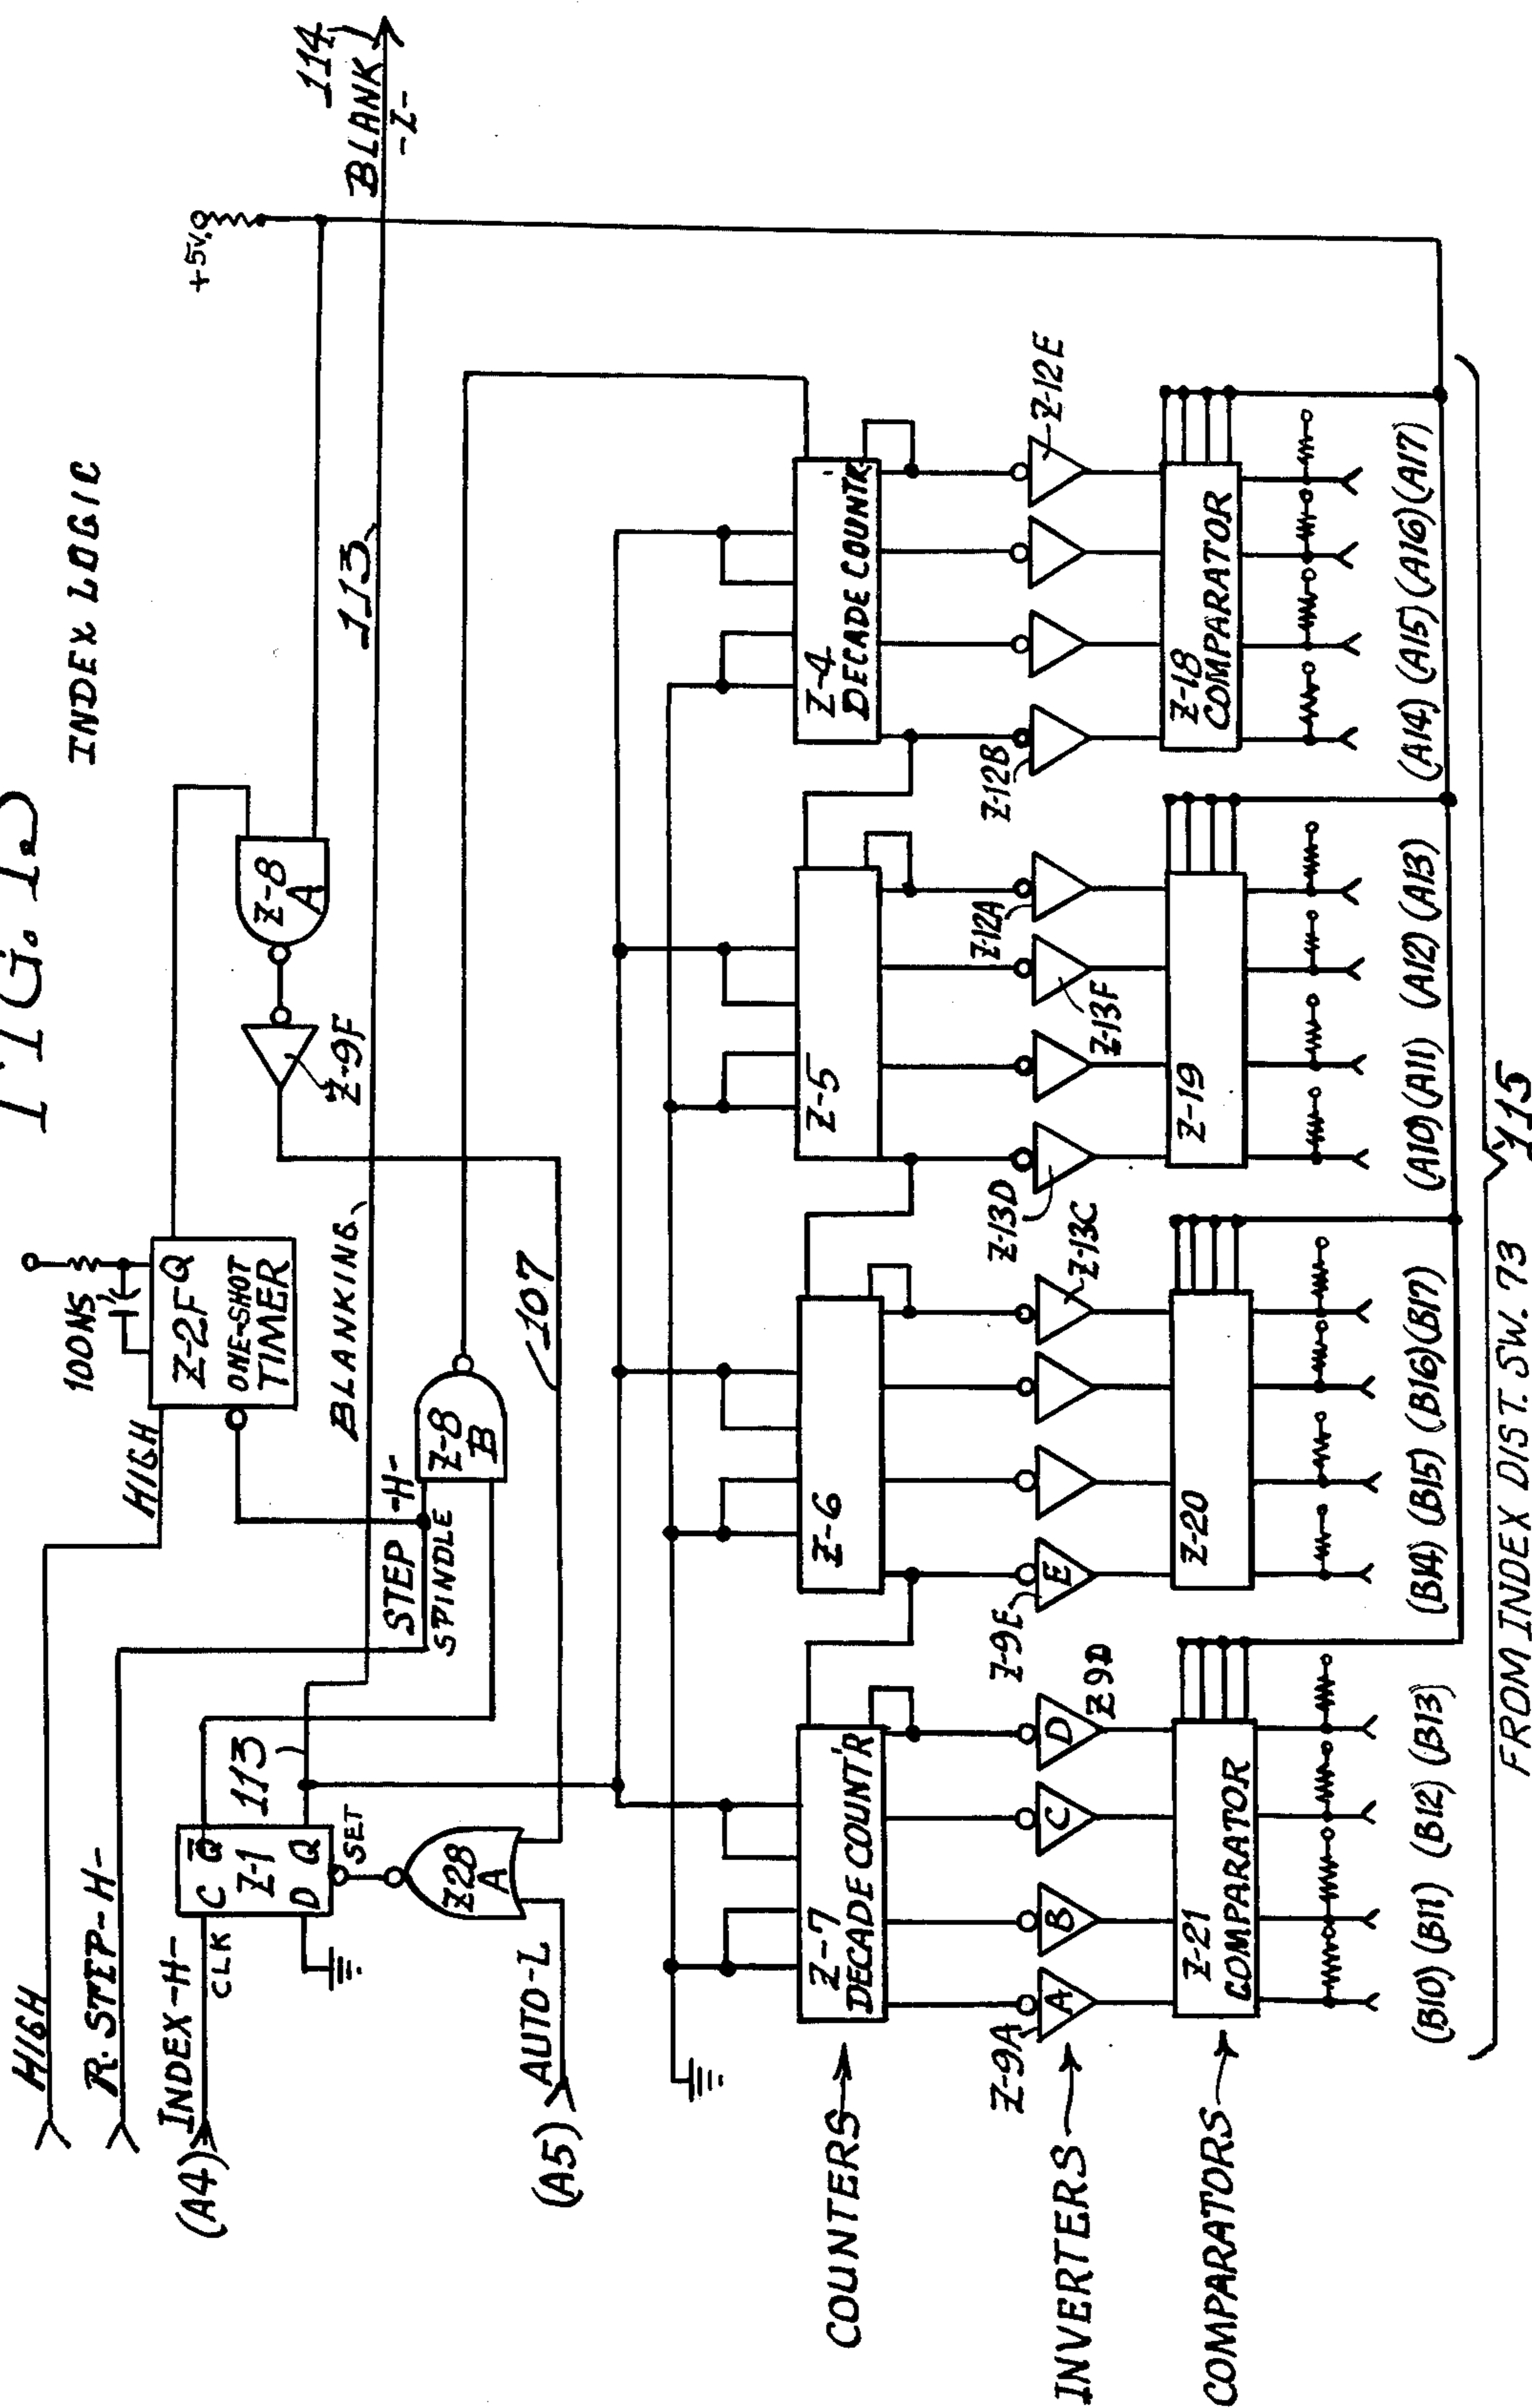 FIG. 15
INDEX LOGIC
HIGH
R. STEP-H-
(A4)
INDEX-H-
CLK
C Q
Z-1
D Q
SET
113
HIGH
100NS
Z-2F Q
ONE-SHOT
TIMER
STEP -H-
SPINDLE
Z-8
B
BLANKING
Z-9F
Z-8
A
113
+5V.
114
BLANK
-Z-
Z28
A
107
(A5)
AUTO-L
COUNTERS
Z-7
DECADE COUNT'R
Z-6
Z-5
Z-4
DECADE COUNTR
INVERTERS
Z-9A
A
B
C
D
Z9D
Z-9E
E
Z-13C
Z-13D
Z-13F
Z-12A
Z-12B
Z-12E
COMPARATORS
Z-21
COMPARATOR
Z-20
Z-19
Z-18
COMPARATOR
(B10) (B11) (B12) (B13)
(B14) (B15) (B16) (B17)
(A10) (A11) (A12) (A13)
(A14) (A15) (A16) (A17)
FROM INDEX DIST. SW. 73
115